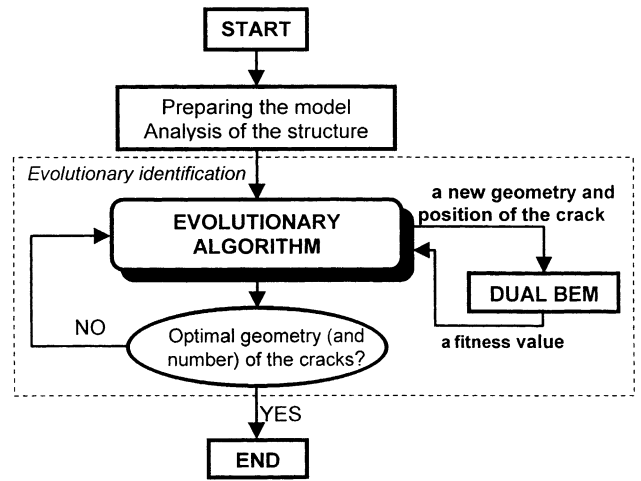 START
Preparing the model
Analysis of the structure
Evolutionary identification
a new geometry and
position of the crack
EVOLUTIONARY
ALGORITHM
DUAL BEM
a fitness value
NO
Optimal geometry (and
number) of the cracks?
YES
END